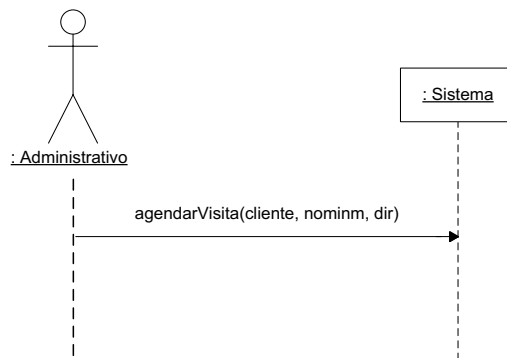 : Sistema
: Administrativo
agendarVisita(cliente, nominm, dir)